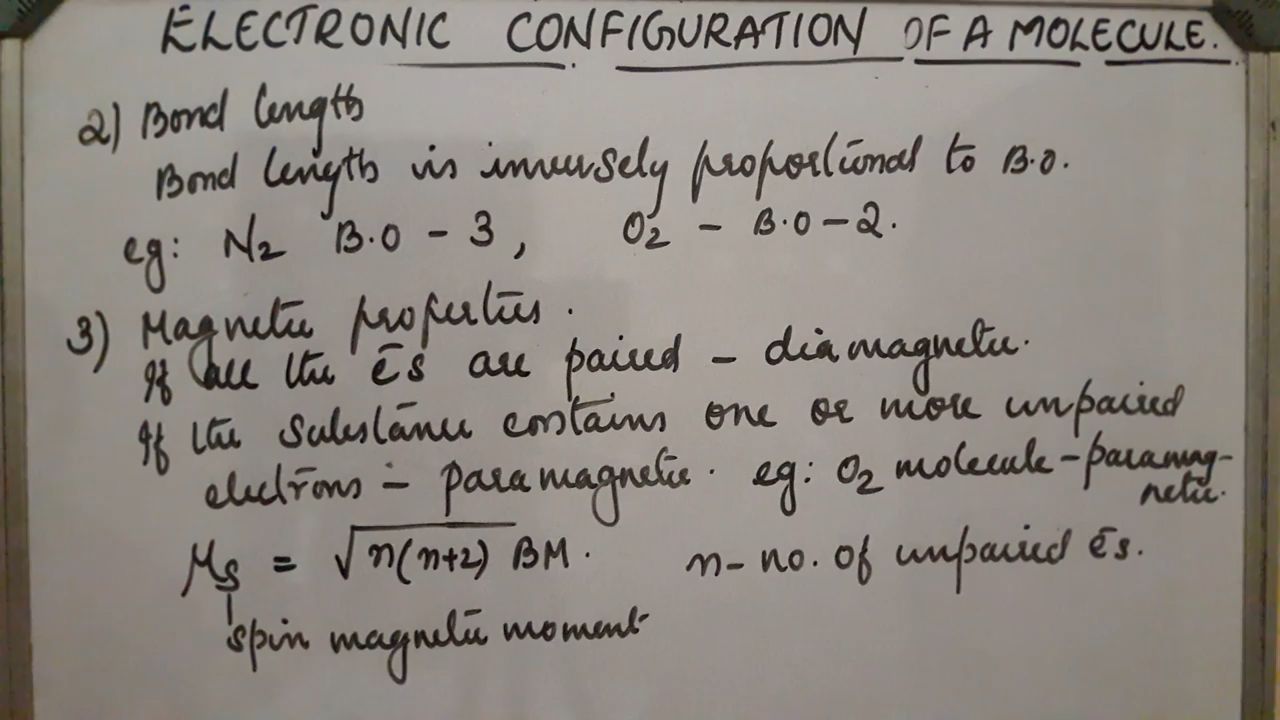 ELECTRONIC CONFIGURATION OF A MOLECULE.
2) Bond length
Bond length is inversely proportional to B.O.
eg: N₂ B.O - 3, O₂ - B.O - 2.
3) Magnetic properties.
If all the ēs are paired - diamagnetic.
If the substance contains one or more unpaired
electrons - paramagnetic. eg: O₂ molecule - paramag-
netic.
μs = √n(n+2) BM. n - no. of unpaired ēs.
spin magnetic moment